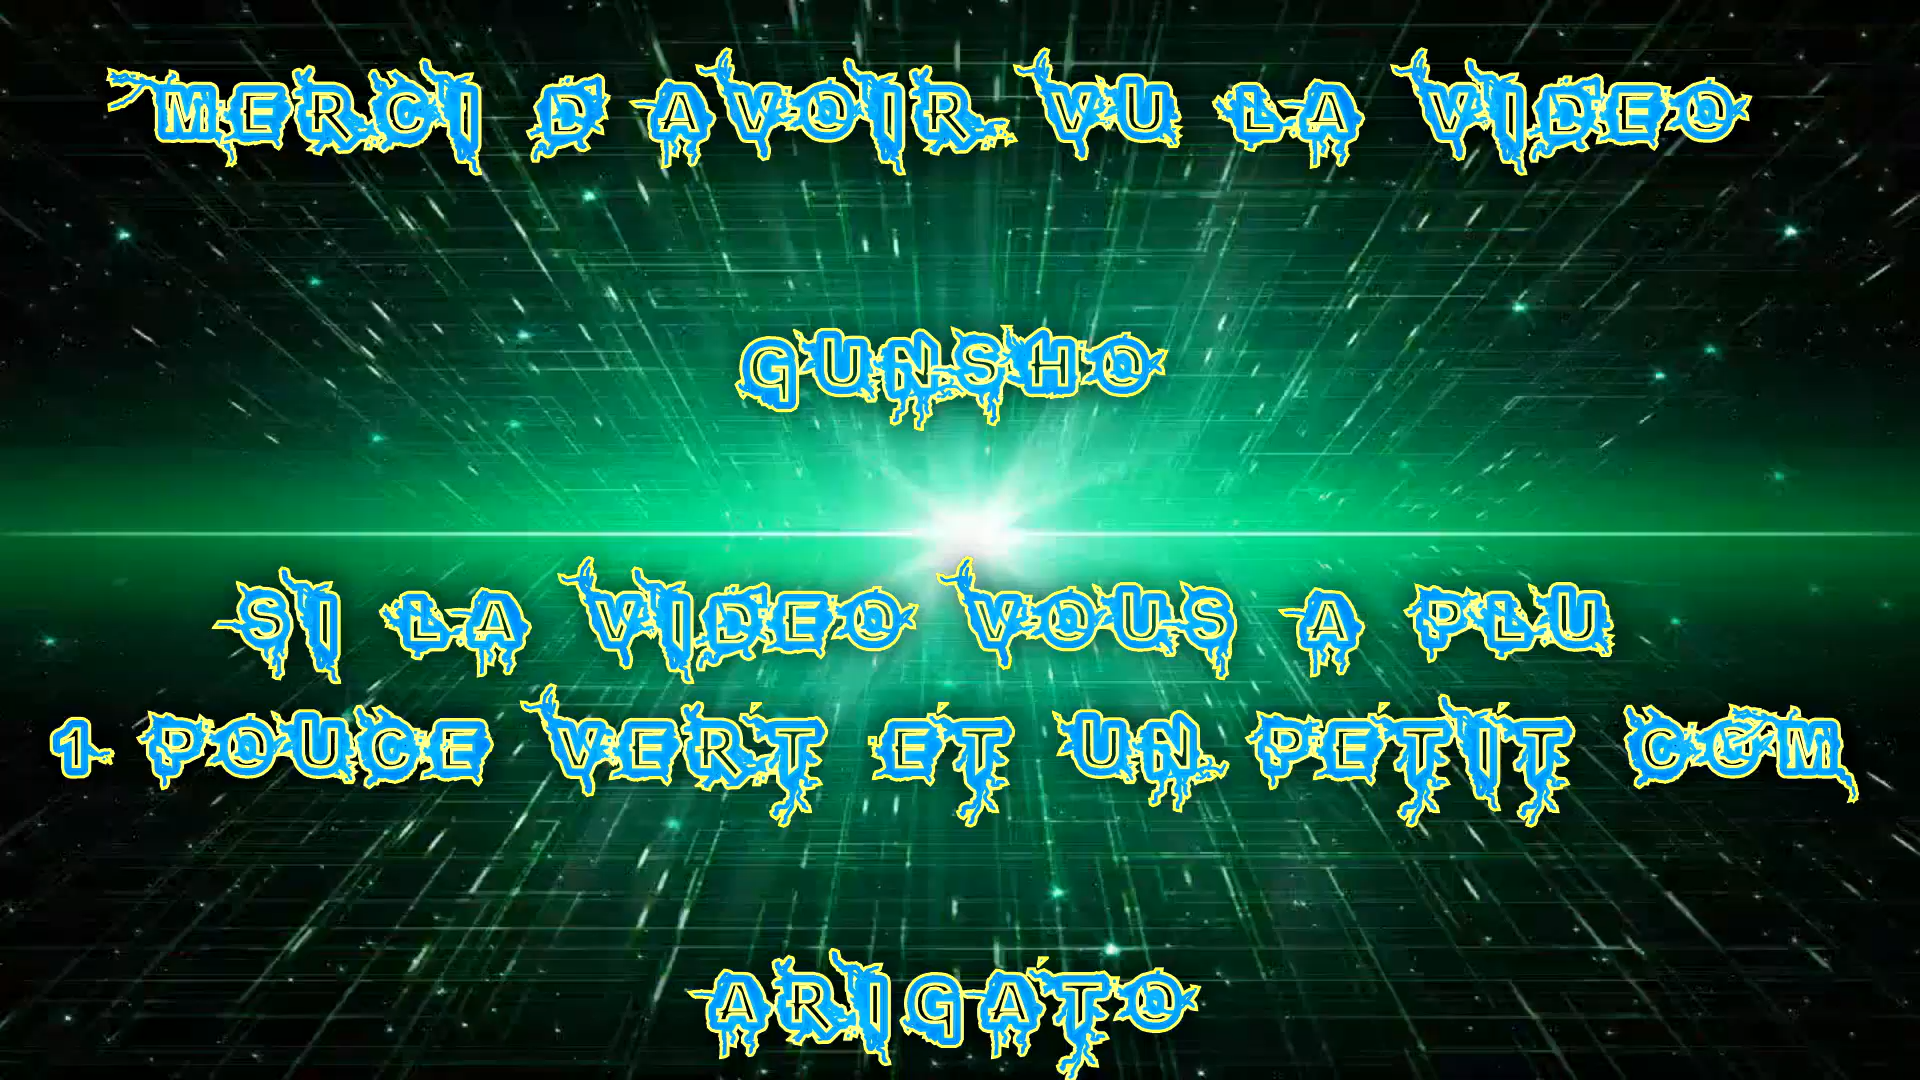 MERCI D AVOIR VU LA VIDEO
GUNSHO
SI LA VIDEO VOUS A PLU
1 POUCE VERT ET UN PETIT COM
ARIGATO